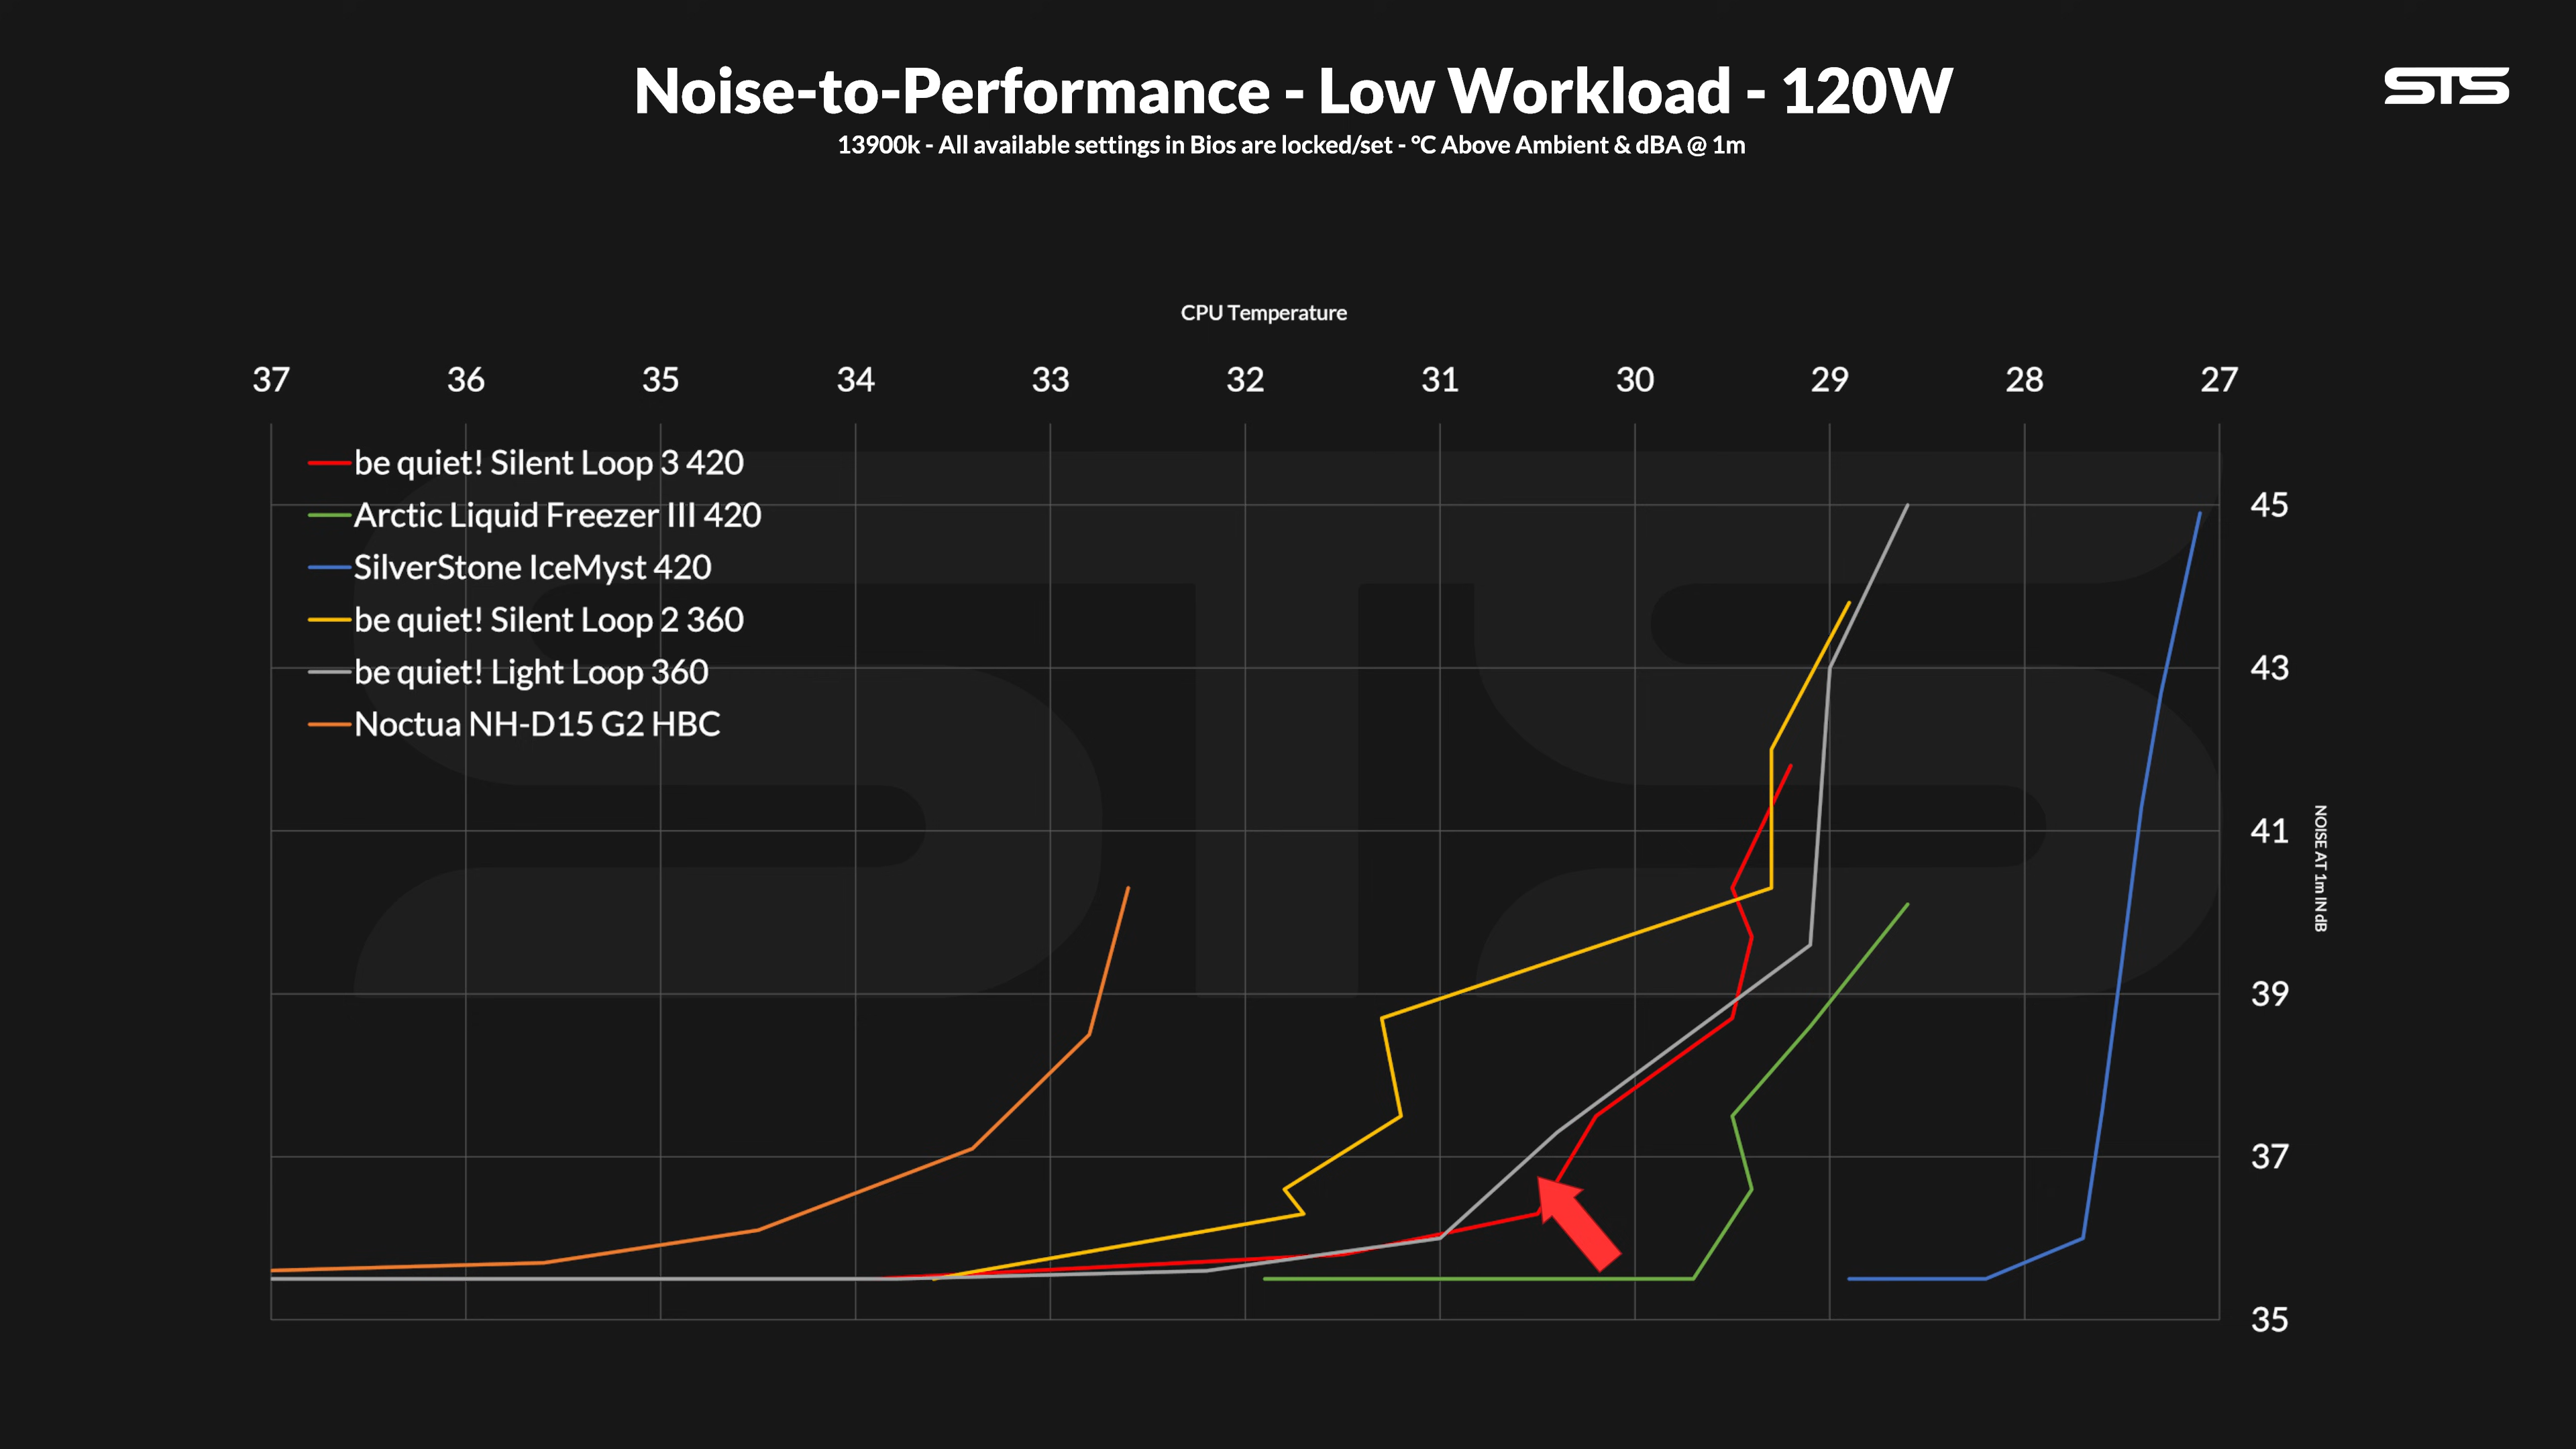 Noise-to-Performance - Low Workload - 120W
STS
13900k - All available settings in Bios are locked/set - °C Above Ambient & dBA @ 1m
CPU Temperature
37 36 35 34 33 32 31 30 29 28 27
be quiet! Silent Loop 3 420
Arctic Liquid Freezer III 420
SilverStone IceMyst 420
be quiet! Silent Loop 2 360
be quiet! Light Loop 360
Noctua NH-D15 G2 HBC
45
43
41
39
37
35
NOISE AT 1m IN dB